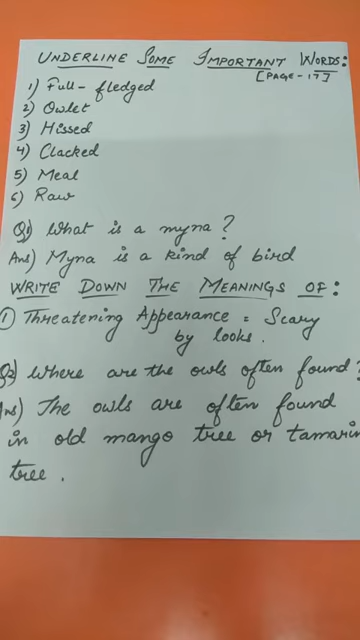 UNDERLINE SOME IMPORTANT WORDS:
[PAGE-17]
1) Full-fledged
2) Owlet
3) Hissed
4) Clacked
5) Meal
6) Raw
Q1) What is a myna?
Ans) Myna is a kind of bird
WRITE DOWN THE MEANINGS OF:
① Threatening Appearance = Scary
by looks.
Q2) Where are the owls often found?
Ans) The owls are often found
in old mango tree or tamarin
tree.